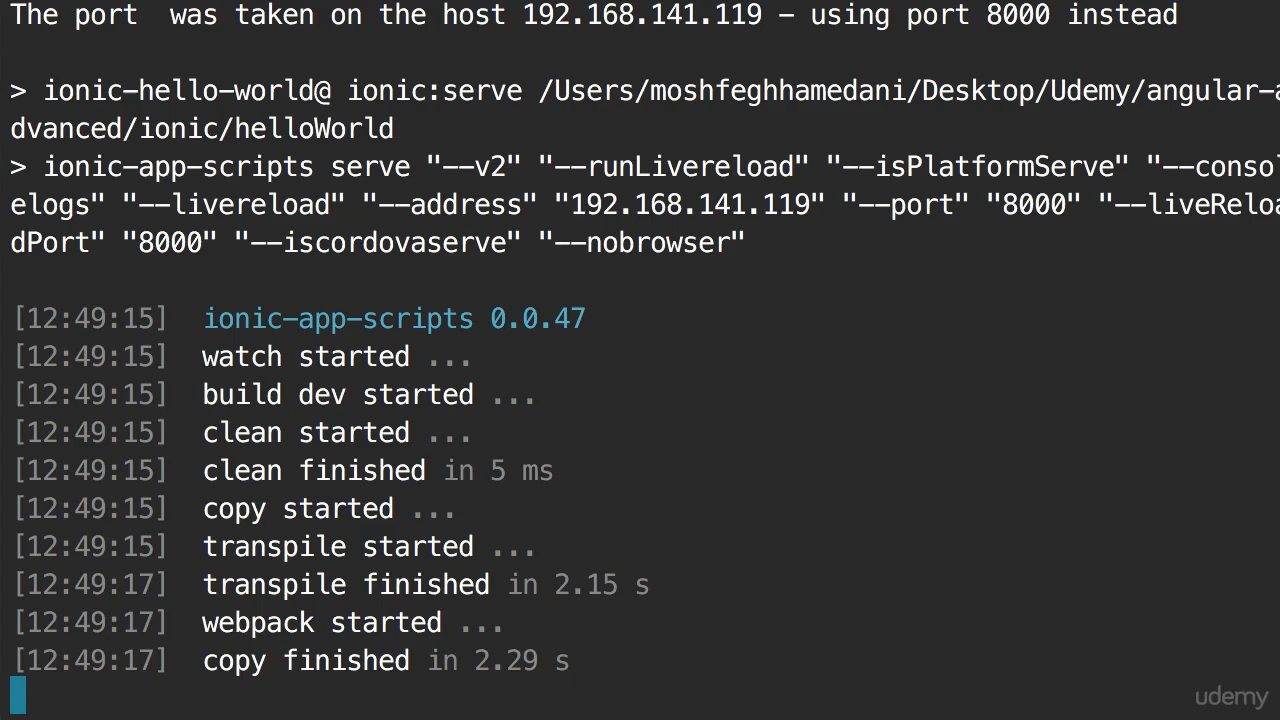 The port  was taken on the host 192.168.141.119 - using port 8000 instead
> ionic-hello-world@ ionic:serve /Users/moshfeghhamedani/Desktop/Udemy/angular-a
dvanced/ionic/helloWorld
> ionic-app-scripts serve "--v2" "--runLivereload" "--isPlatformServe" "--consol
elogs" "--livereload" "--address" "192.168.141.119" "--port" "8000" "--liveReloa
dPort" "8000" "--iscordovaserve" "--nobrowser"
[12:49:15]  ionic-app-scripts 0.0.47
[12:49:15]  watch started ...
[12:49:15]  build dev started ...
[12:49:15]  clean started ...
[12:49:15]  clean finished in 5 ms
[12:49:15]  copy started ...
[12:49:15]  transpile started ...
[12:49:17]  transpile finished in 2.15 s
[12:49:17]  webpack started ...
[12:49:17]  copy finished in 2.29 s
udemy